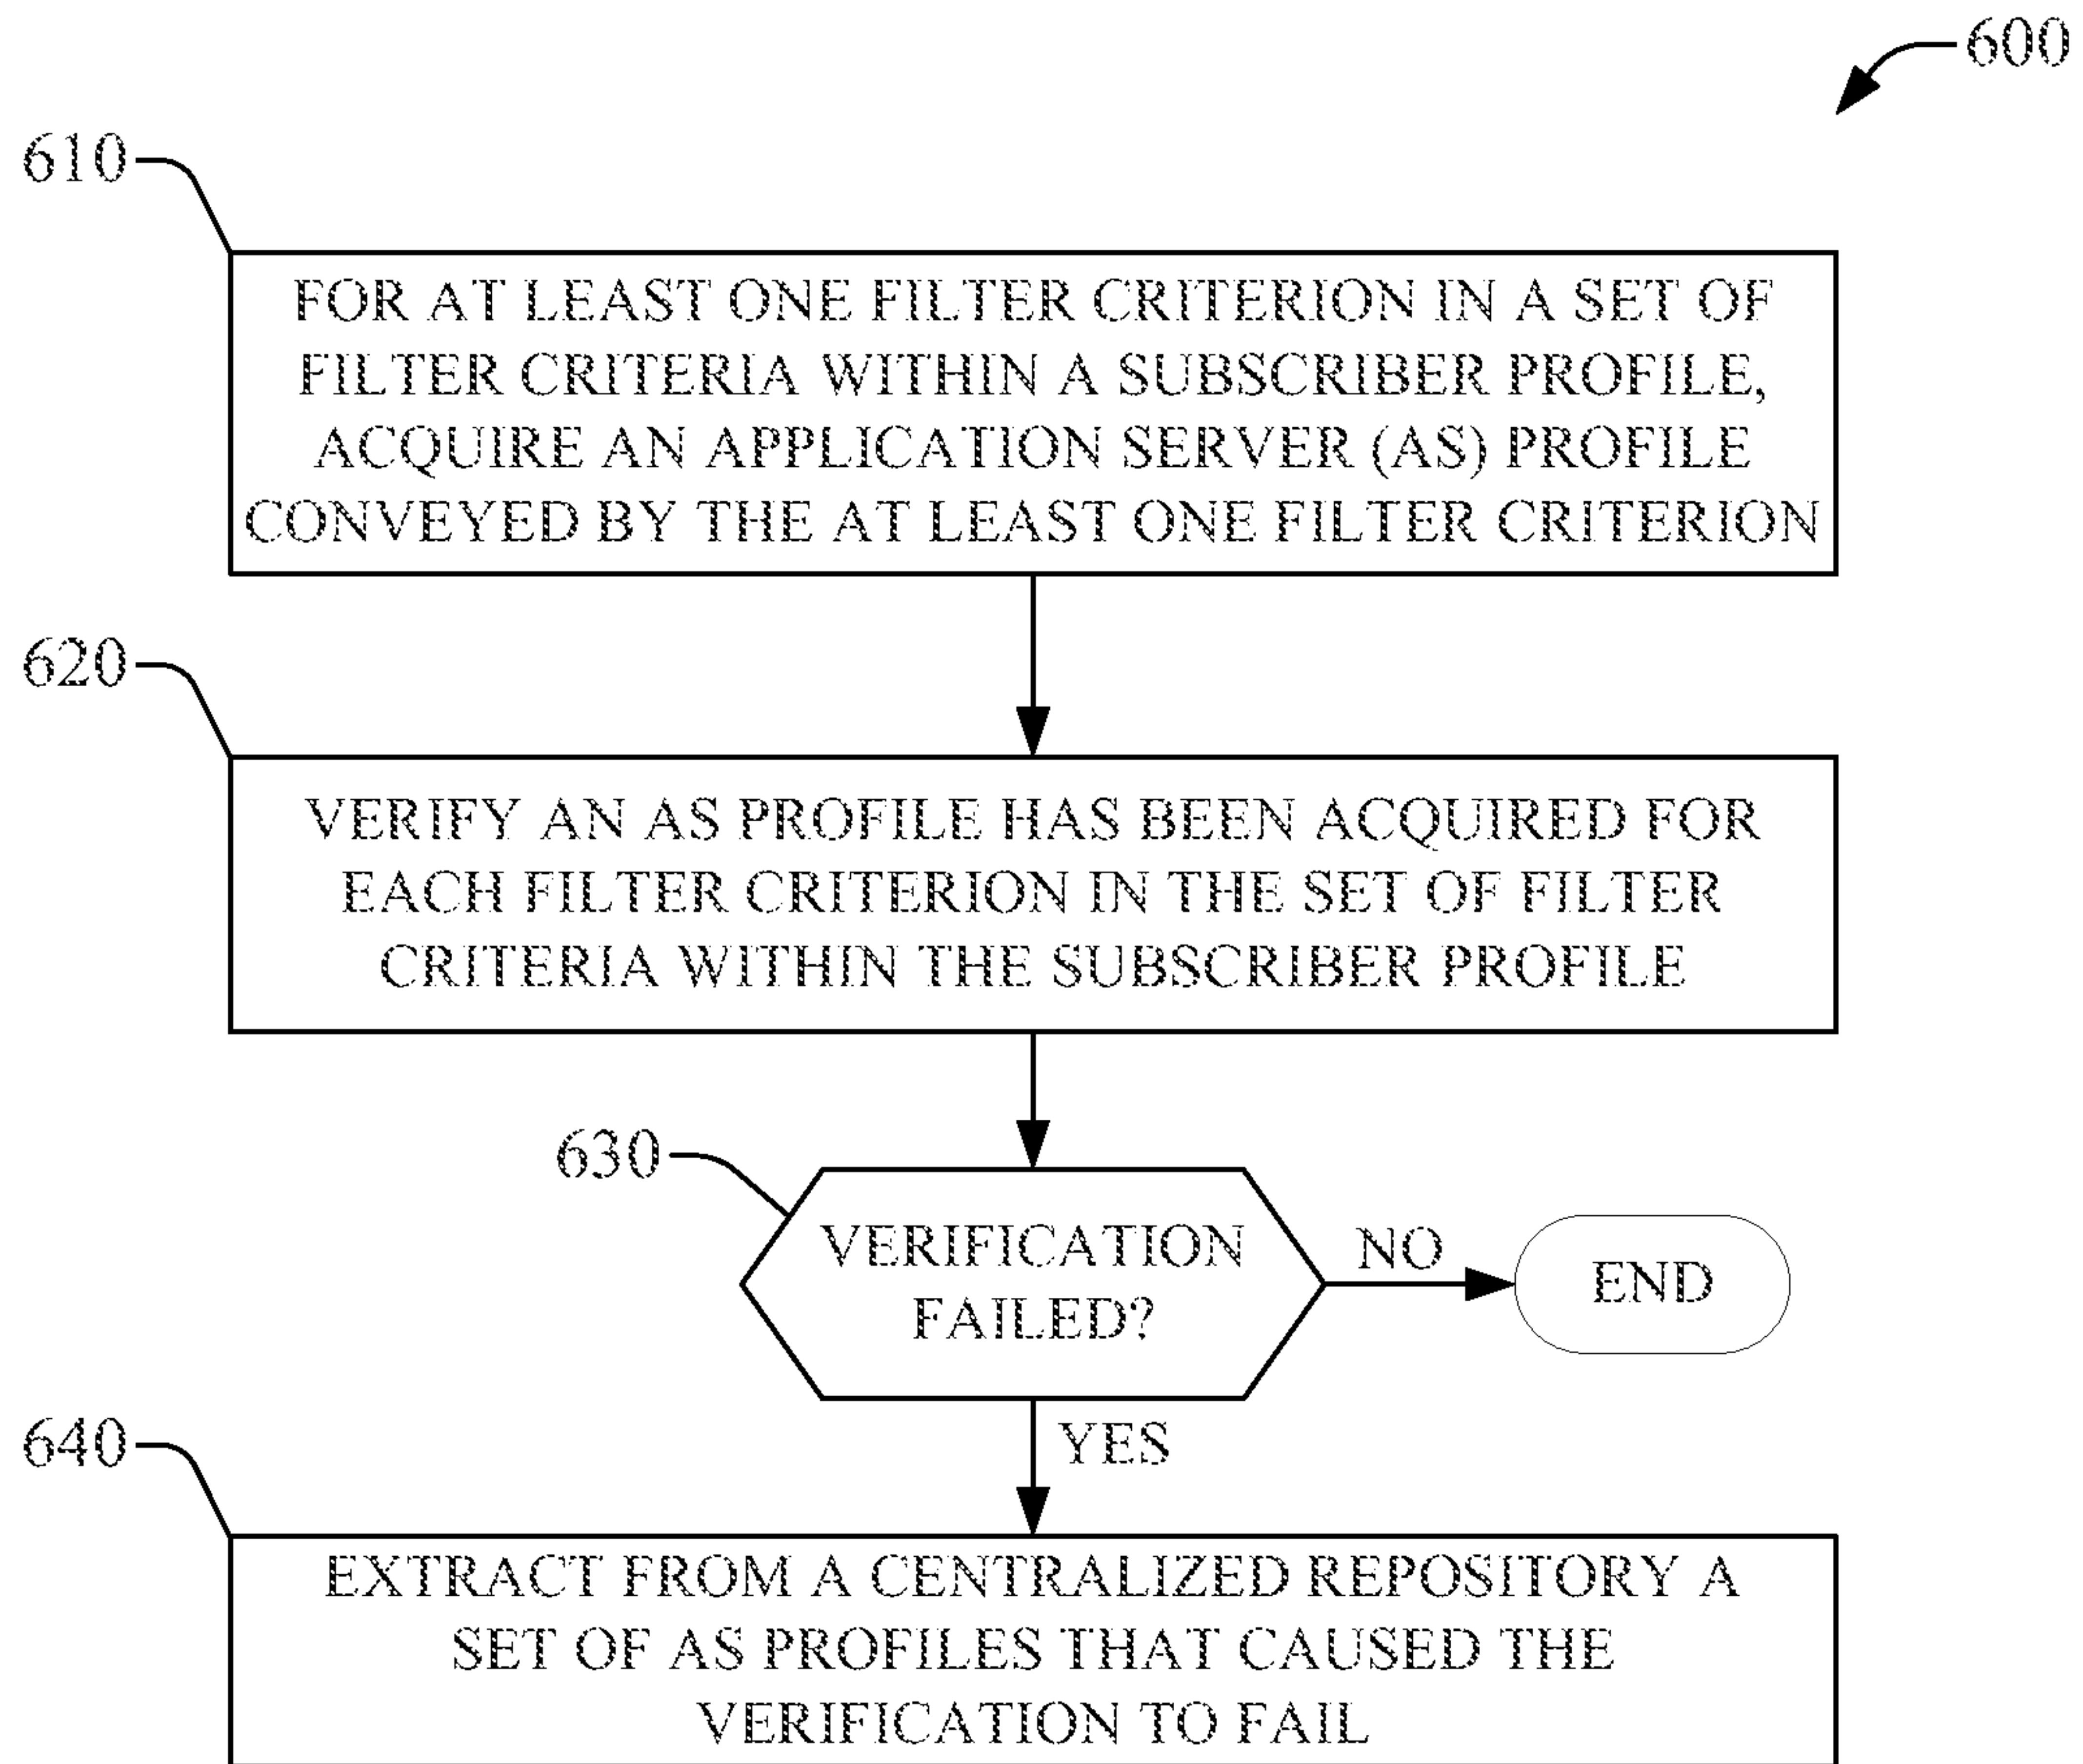 600
610
FOR AT LEAST ONE FILTER CRITERION IN A SET OF
FILTER CRITERIA WITHIN A SUBSCRIBER PROFILE,
ACQUIRE AN APPLICATION SERVER (AS) PROFILE
CONVEYED BY THE AT LEAST ONE FILTER CRITERION
620
VERIFY AN AS PROFILE HAS BEEN ACQUIRED FOR
EACH FILTER CRITERION IN THE SET OF FILTER
CRITERIA WITHIN THE SUBSCRIBER PROFILE
630
VERIFICATION
FAILED?
NO
END
YES
640
EXTRACT FROM A CENTRALIZED REPOSITORY A
SET OF AS PROFILES THAT CAUSED THE
VERIFICATION TO FAIL